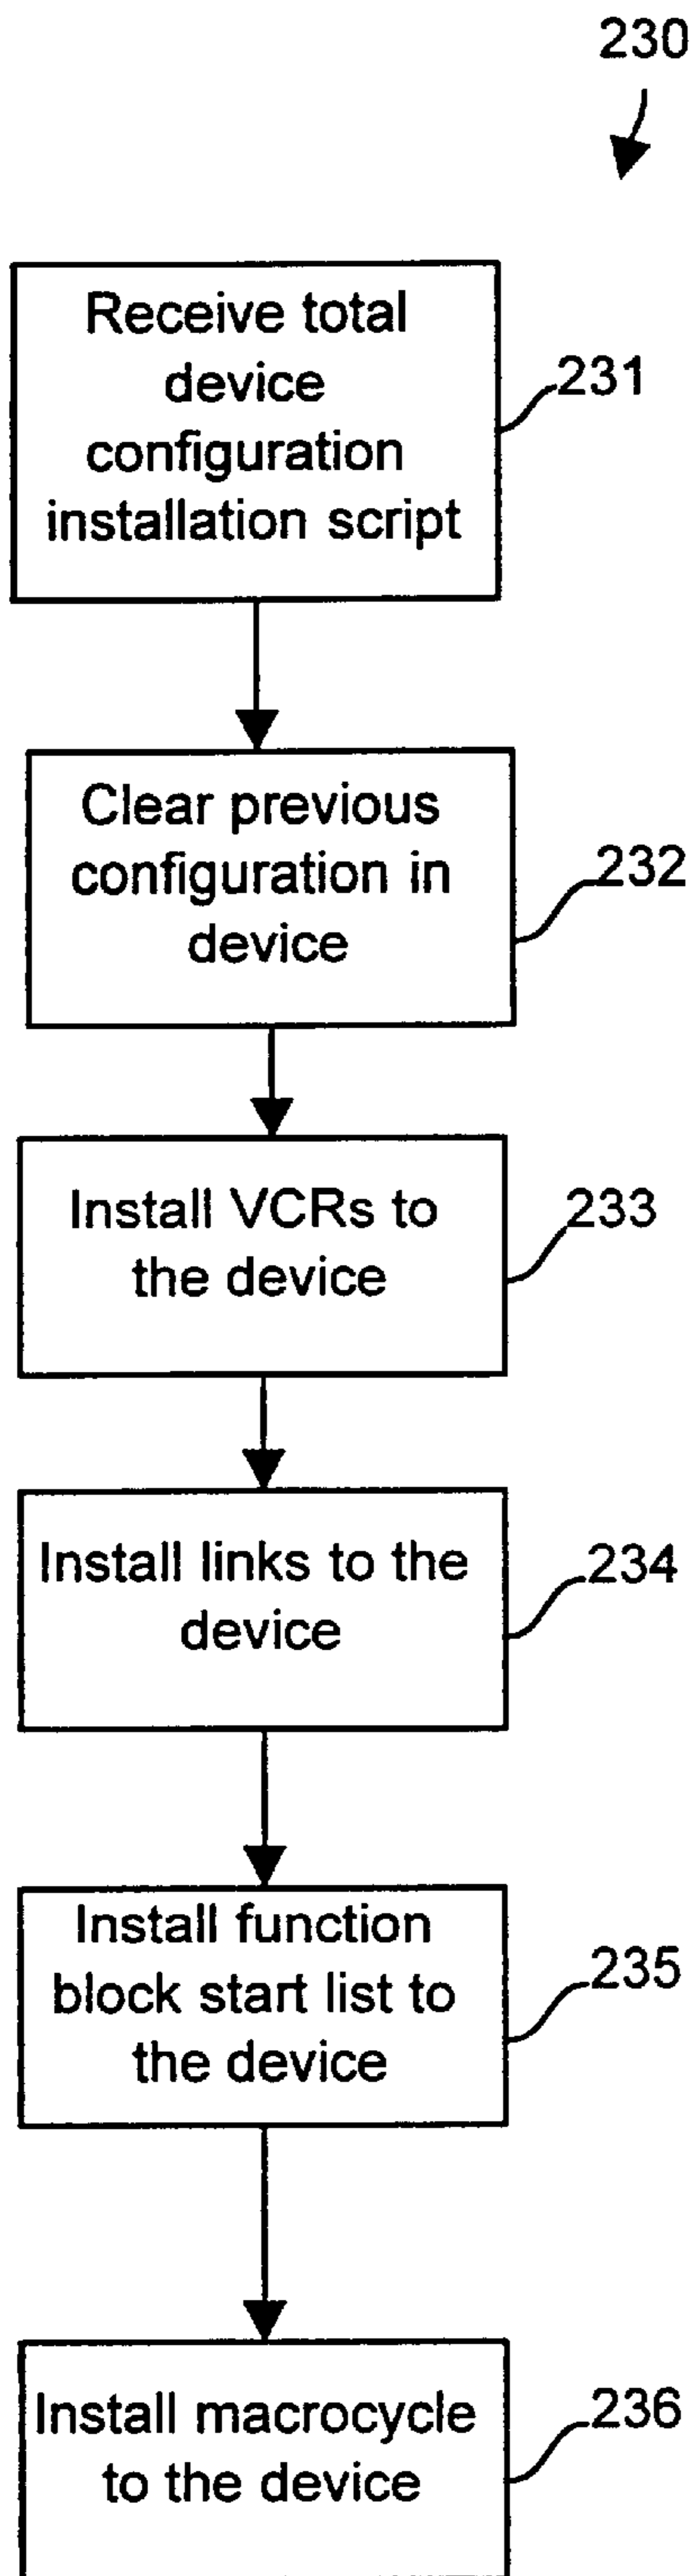 230
Receive total
device
configuration
installation script
231
Clear previous
configuration in
device
232
Install VCRs to
the device
233
Install links to the
device
234
Install function
block start list to
the device
235
Install macrocycle
to the device
236